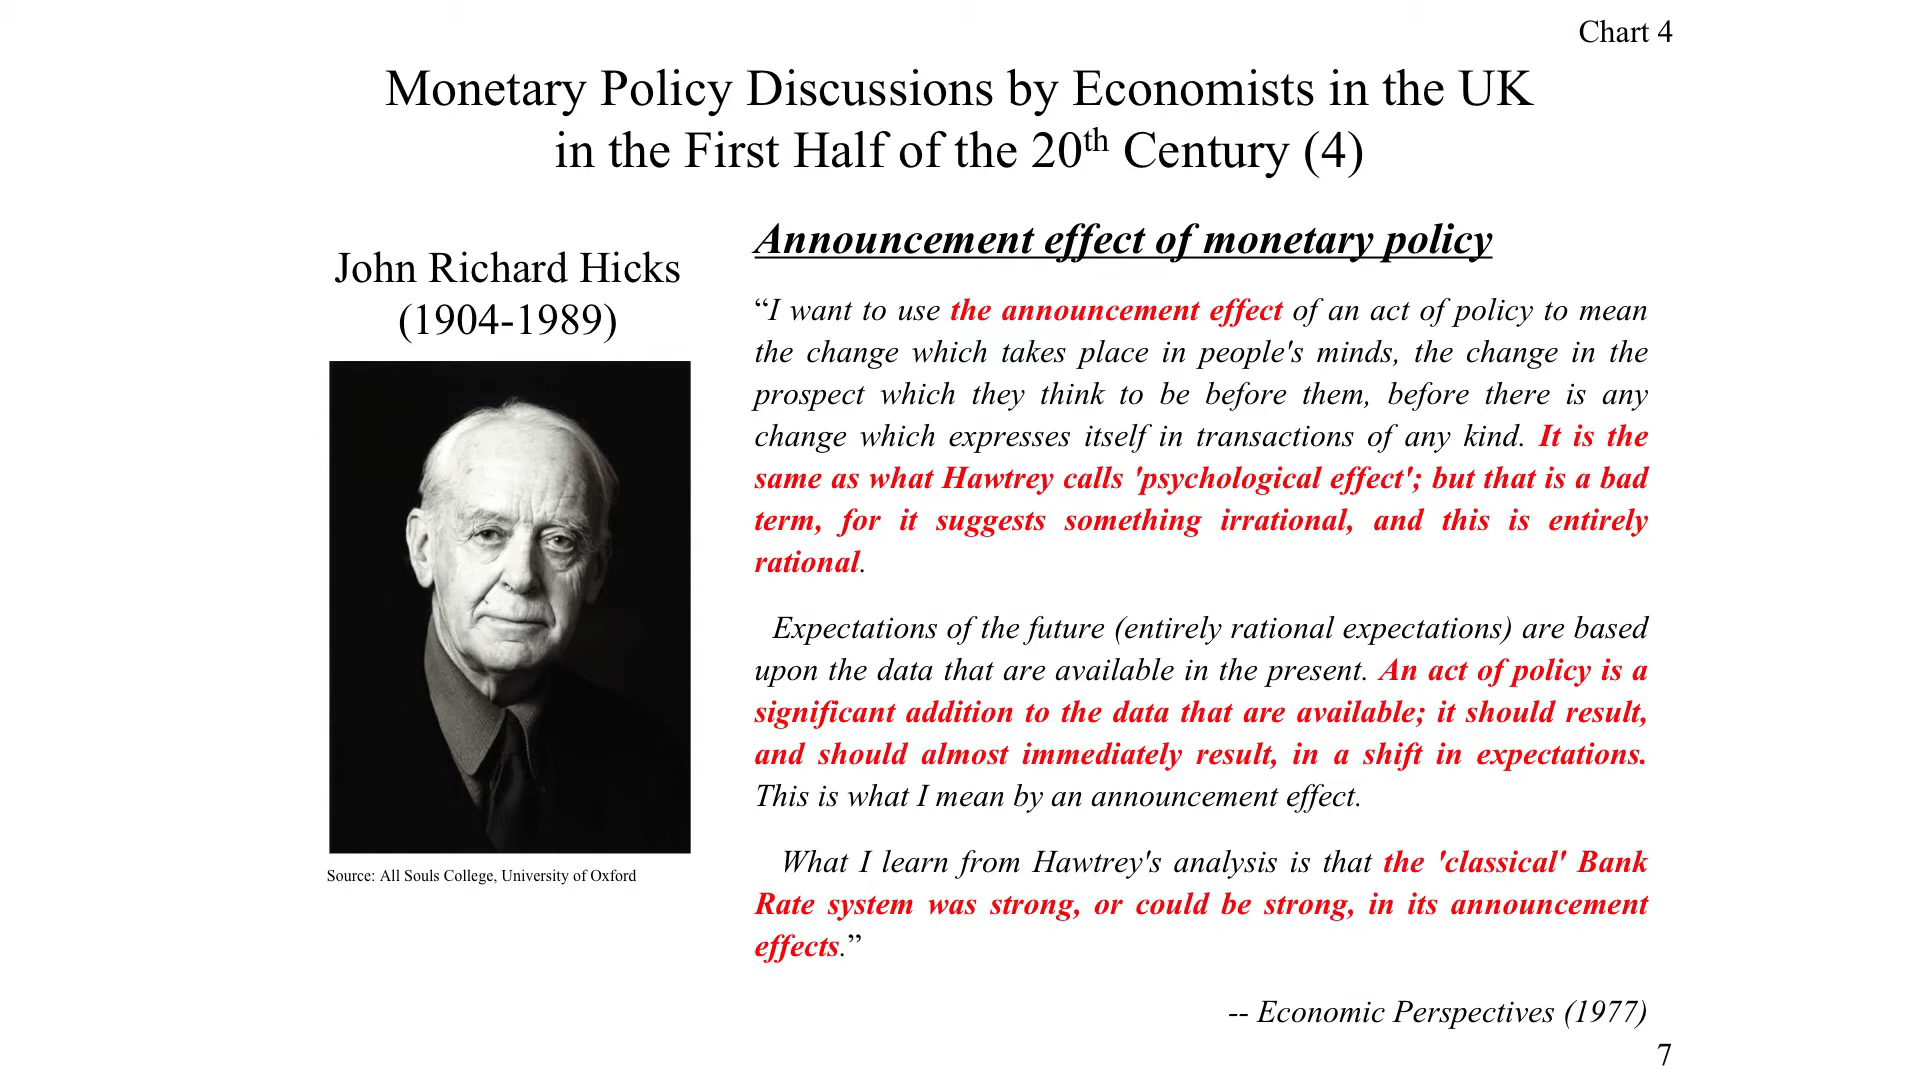 Chart 4
Monetary Policy Discussions by Economists in the UK
in the First Half of the 20th Century (4)
John Richard Hicks
(1904-1989)
Source: All Souls College, University of Oxford
Announcement effect of monetary policy
“I want to use the announcement effect of an act of policy to mean
the change which takes place in people's minds, the change in the
prospect which they think to be before them, before there is any
change which expresses itself in transactions of any kind. It is the
same as what Hawtrey calls 'psychological effect'; but that is a bad
term, for it suggests something irrational, and this is entirely
rational.
Expectations of the future (entirely rational expectations) are based
upon the data that are available in the present. An act of policy is a
significant addition to the data that are available; it should result,
and should almost immediately result, in a shift in expectations.
This is what I mean by an announcement effect.
What I learn from Hawtrey's analysis is that the 'classical' Bank
Rate system was strong, or could be strong, in its announcement
effects.”
-- Economic Perspectives (1977)
7